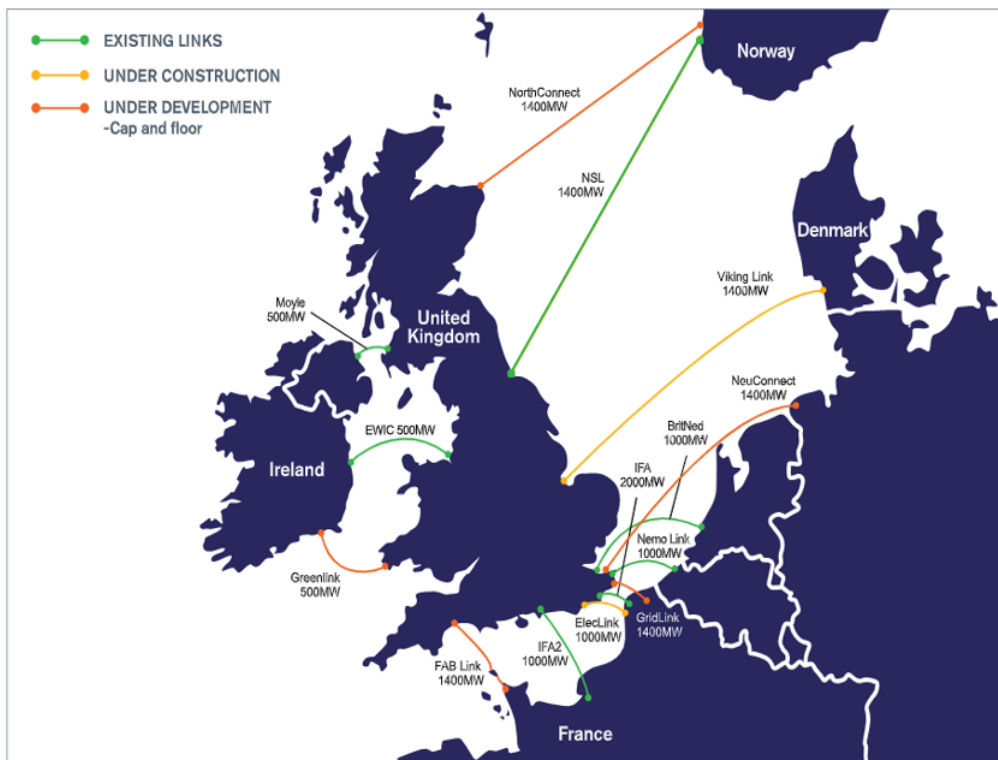 EXISTING LINKS
UNDER CONSTRUCTION
UNDER DEVELOPMENT
-Cap and floor
Norway
NorthConnect
1400MW
NSL
1400MW
Denmark
Viking Link
1400MW
Moyle
500MW
United
Kingdom
NeuConnect
1400MW
BritNed
1000MW
EWIC 500MW
IFA
2000MW
Ireland
Nemo Link
1000MW
Greenlink
500MW
ElecLink
1000MW
GridLink
1400MW
IFA2
1000MW
FAB Link
1400MW
France